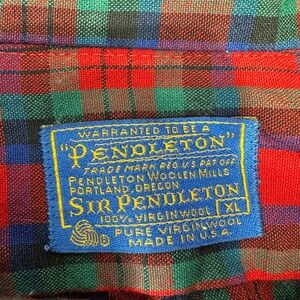 WARRANTED TO BE A
"PENDLETON"
TRADE MARK REG US PAT OFF
PENDLETON WOOLEN MILLS
PORTLAND, OREGON
SIR PENDLETON
100% VIRGIN WOOL XL
PURE VIRGIN WOOL
MADE IN U.S.A.